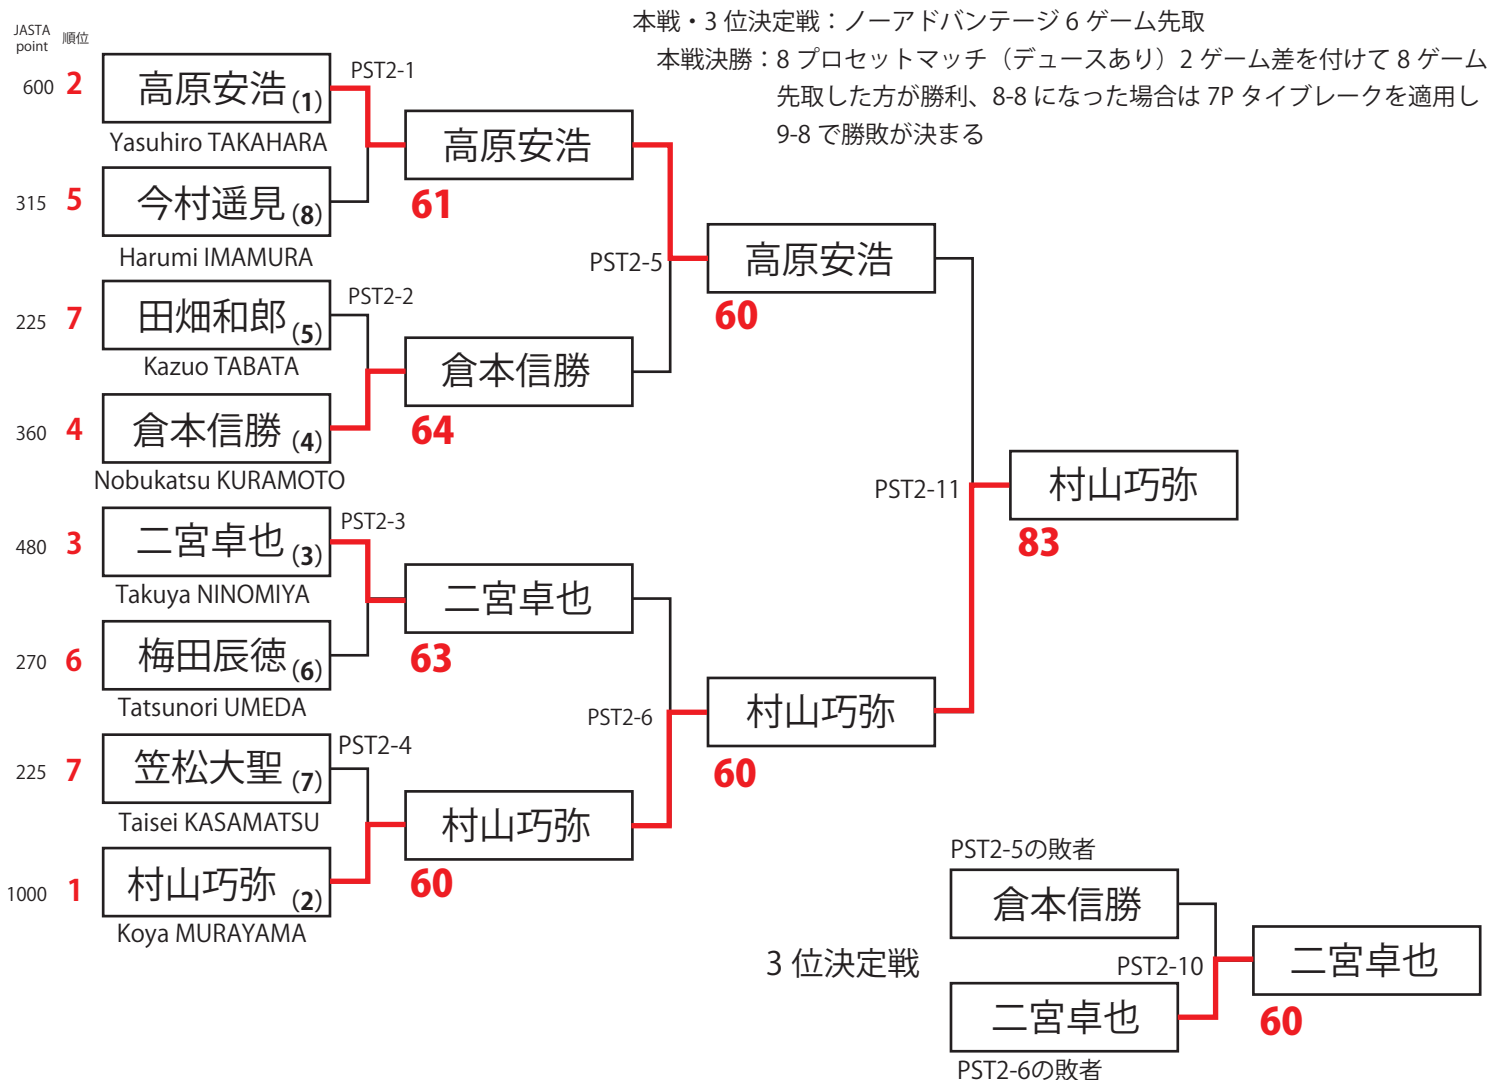 本戦・3 位決定戦：ノーアドバンテージ 6 ゲーム先取
本戦決勝：8 プロセットマッチ（デュースあり）2 ゲーム差を付けて 8 ゲーム
先取した方が勝利、8-8 になった場合は 7P タイブレークを適用し
9-8 で勝敗が決まる
JASTA
point
順位
600 2 高原安浩 (1)
Yasuhiro TAKAHARA
PST2-1
315 5 今村遥見 (8)
Harumi IMAMURA
高原安浩
61
225 7 田畑和郎 (5)
Kazuo TABATA
PST2-2
360 4 倉本信勝 (4)
Nobukatsu KURAMOTO
倉本信勝
64
PST2-5
高原安浩
60
480 3 二宮卓也 (3)
Takuya NINOMIYA
PST2-3
270 6 梅田辰徳 (6)
Tatsunori UMEDA
二宮卓也
63
225 7 笠松大聖 (7)
Taisei KASAMATSU
PST2-4
1000 1 村山巧弥 (2)
Koya MURAYAMA
村山巧弥
60
PST2-6
村山巧弥
60
PST2-11
村山巧弥
83
3 位決定戦
PST2-5の敗者
倉本信勝
PST2-10
二宮卓也
PST2-6の敗者
二宮卓也
60